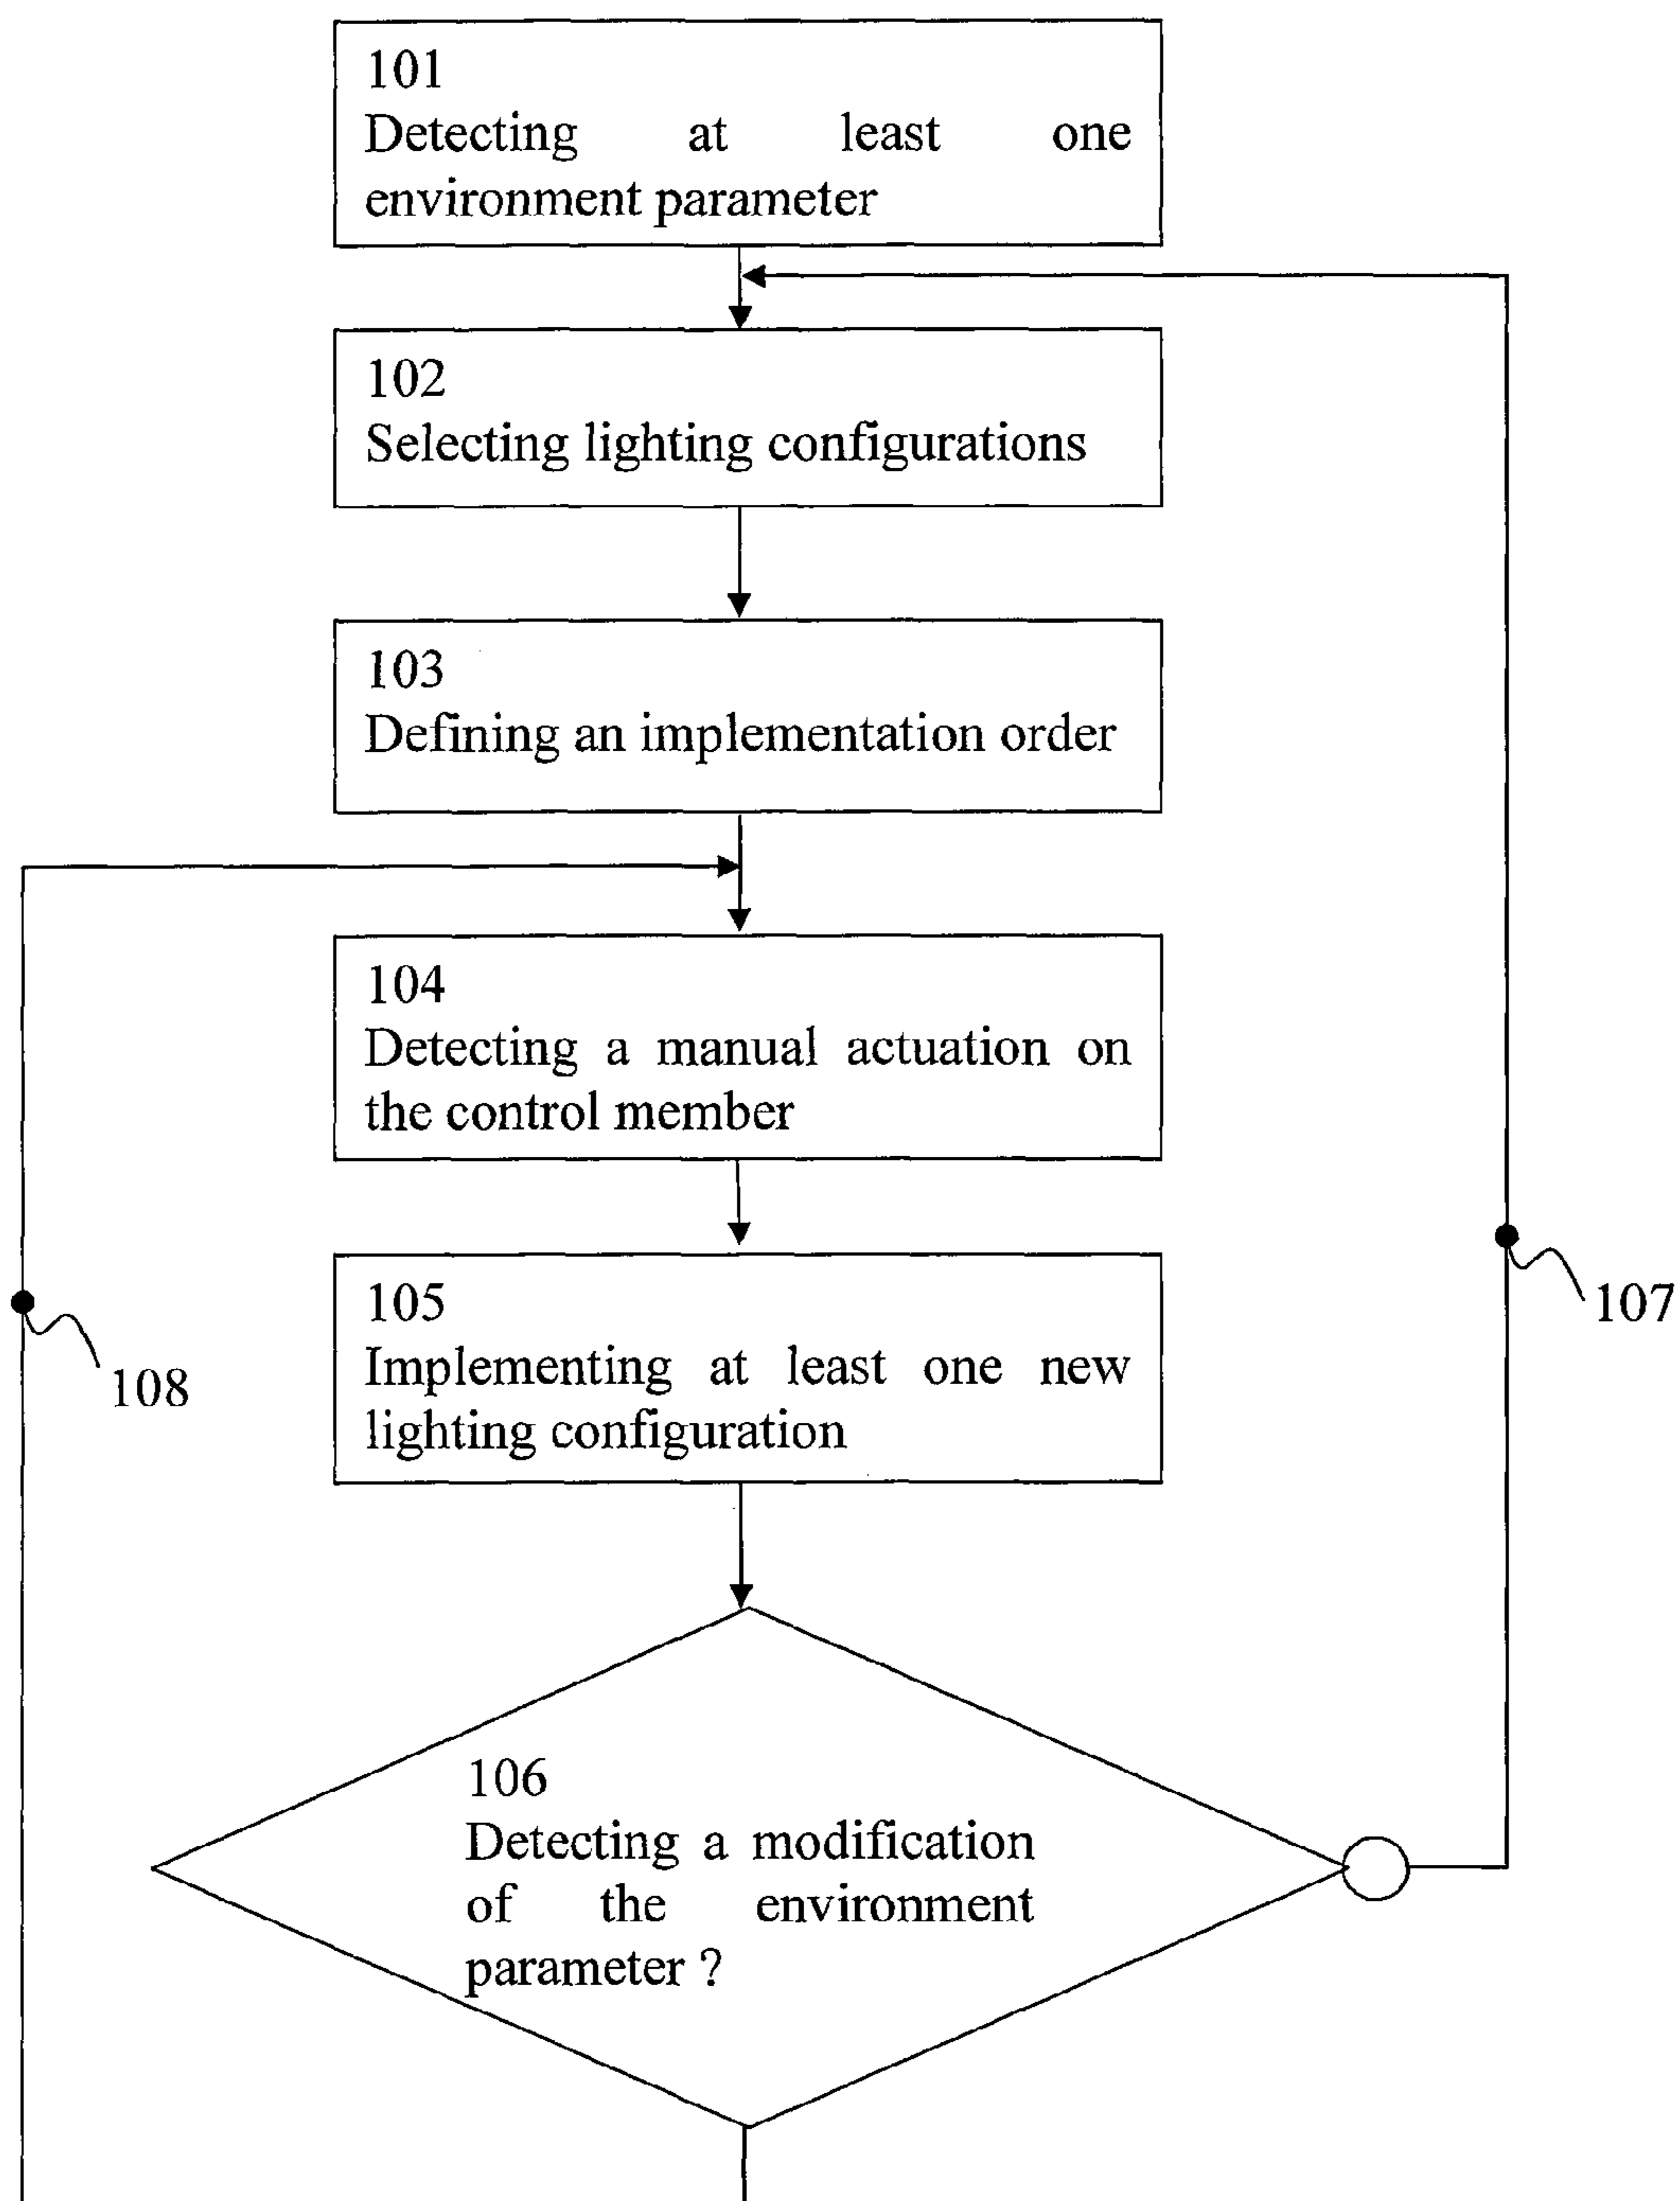 101
Detecting at least one
environment parameter
102
Selecting lighting configurations
103
Defining an implementation order
104
Detecting a manual actuation on
the control member
105
Implementing at least one new
lighting configuration
107
108
106
Detecting a modification
of the environment
parameter ?